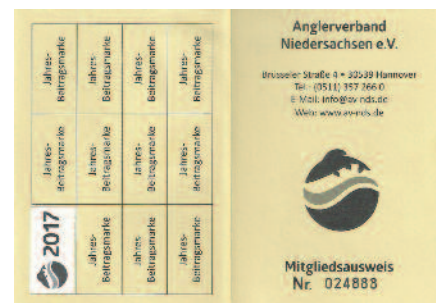 Jahres-
Beitragsmarke
Jahres-
Beitragsmarke
Jahres-
Beitragsmarke
Jahres-
Beitragsmarke
Jahres-
Beitragsmarke
Jahres-
Beitragsmarke
Jahres-
Beitragsmarke
Jahres-
Beitragsmarke
2017
Jahres-
Beitragsmarke
Jahres-
Beitragsmarke
Jahres-
Beitragsmarke
Anglerverband
Niedersachsen e.V.
Brüsseler Straße 4 • 30539 Hannover
Tel.: (0511) 357 266 0
E-Mail: info@av-nds.de
Web: www.av-nds.de
Mitgliedsausweis
Nr. 024888